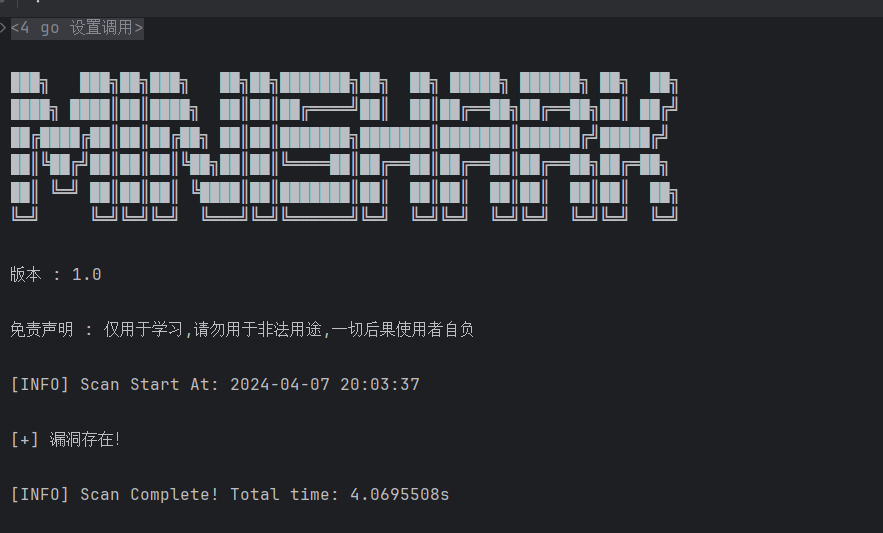 <4 go 设置调用>
MINISHARK
版本 : 1.0
免责声明 : 仅用于学习,请勿用于非法用途,一切后果使用者自负
[INFO] Scan Start At: 2024-04-07 20:03:37
[+] 漏洞存在!
[INFO] Scan Complete! Total time: 4.0695508s